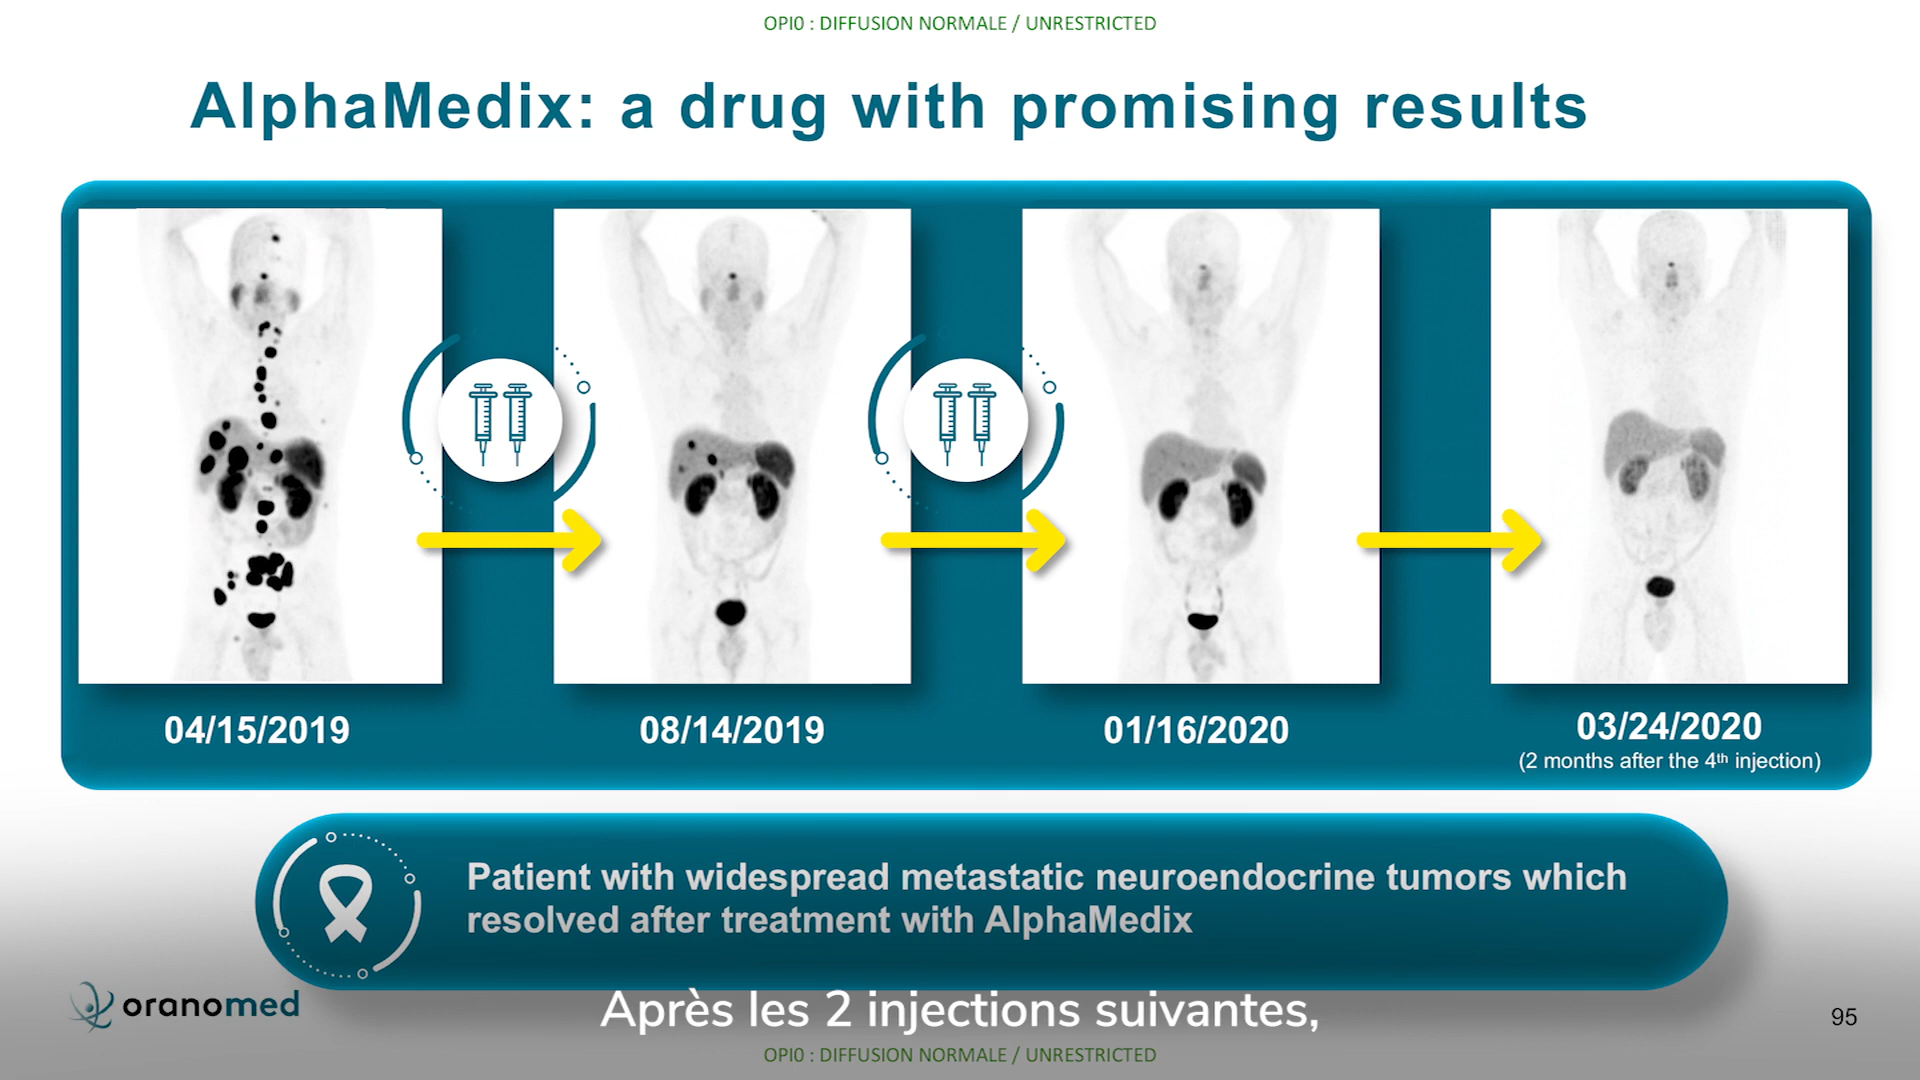 OPI0 : DIFFUSION NORMALE / UNRESTRICTED
AlphaMedix: a drug with promising results
04/15/2019
08/14/2019
01/16/2020
03/24/2020
(2 months after the 4th injection)
Patient with widespread metastatic neuroendocrine tumors which
resolved after treatment with AlphaMedix
oranomed
Après les 2 injections suivantes,
95
OPI0 : DIFFUSION NORMALE / UNRESTRICTED